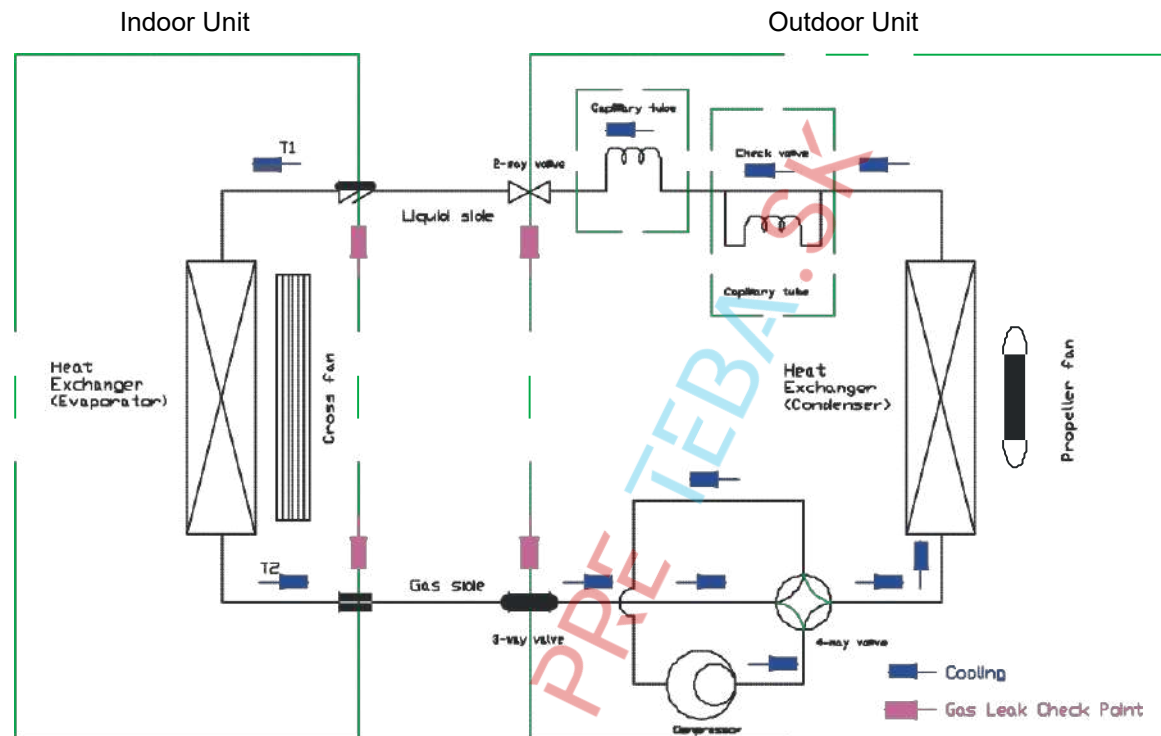 Indoor Unit
Outdoor Unit
Capillary tube
T1
2-way valve
Check valve
Liquid side
Capillary tube
Heat
Exchanger
(Evaporator)
Cross fan
Heat
Exchanger
(Condenser)
Propeller fan
PRE TEBA.SK
T2
Gas side
3-way valve
4-way valve
Compressor
Cooling
Gas Leak Check Point